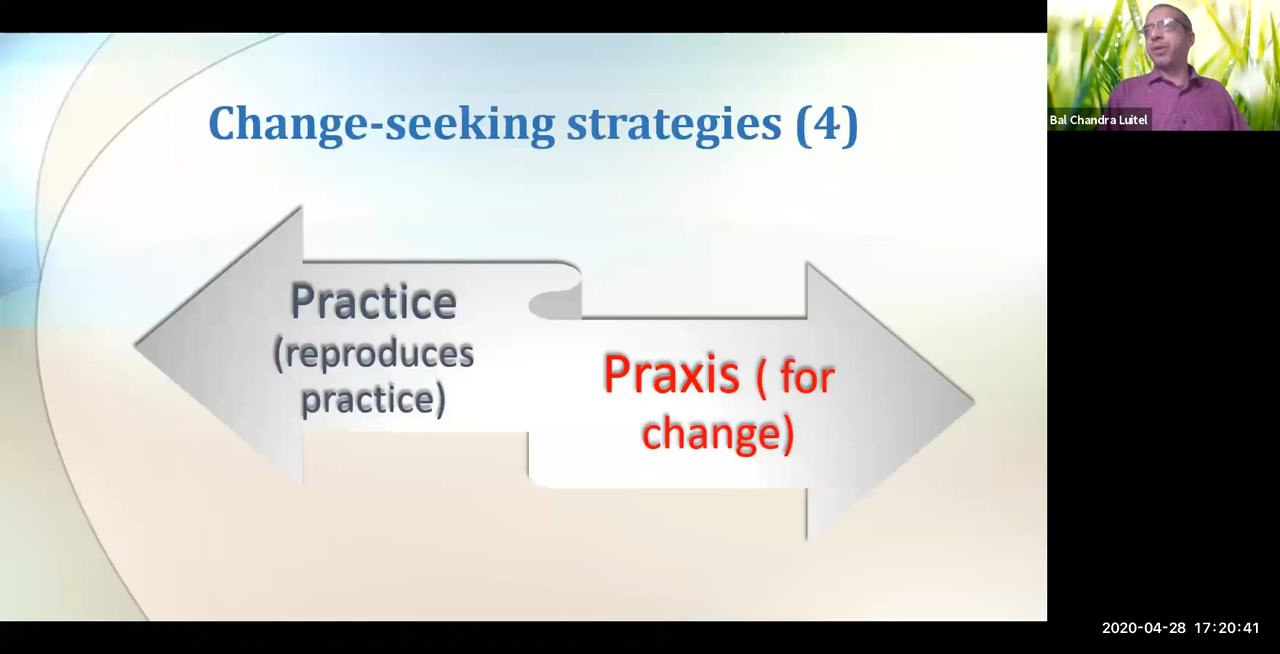 Change-seeking strategies (4)
Practice
(reproduces
practice)
Praxis ( for
change)
Bal Chandra Luitel
2020-04-28 17:20:41